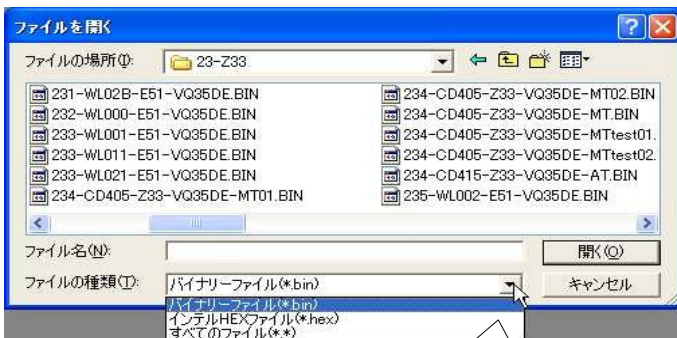 ファイルを開く
ファイルの場所(I):
23-Z33
231-WL02B-E51-VQ35DE.BIN
232-WL000-E51-VQ35DE.BIN
233-WL001-E51-VQ35DE.BIN
233-WL011-E51-VQ35DE.BIN
233-WL021-E51-VQ35DE.BIN
234-CD405-Z33-VQ35DE-MT01.BIN
234-CD405-Z33-VQ35DE-MT02.BIN
234-CD405-Z33-VQ35DE-MT.BIN
234-CD405-Z33-VQ35DE-MTtest01.
234-CD405-Z33-VQ35DE-MTtest02.
234-CD415-Z33-VQ35DE-AT.BIN
235-WL002-E51-VQ35DE.BIN
ファイル名(N):
開く(O)
ファイルの種類(T):
バイナリーファイル(*.bin)
キャンセル
バイナリーファイル(*.bin)
インテルHEXファイル(*.hex)
すべてのファイル(*.*)